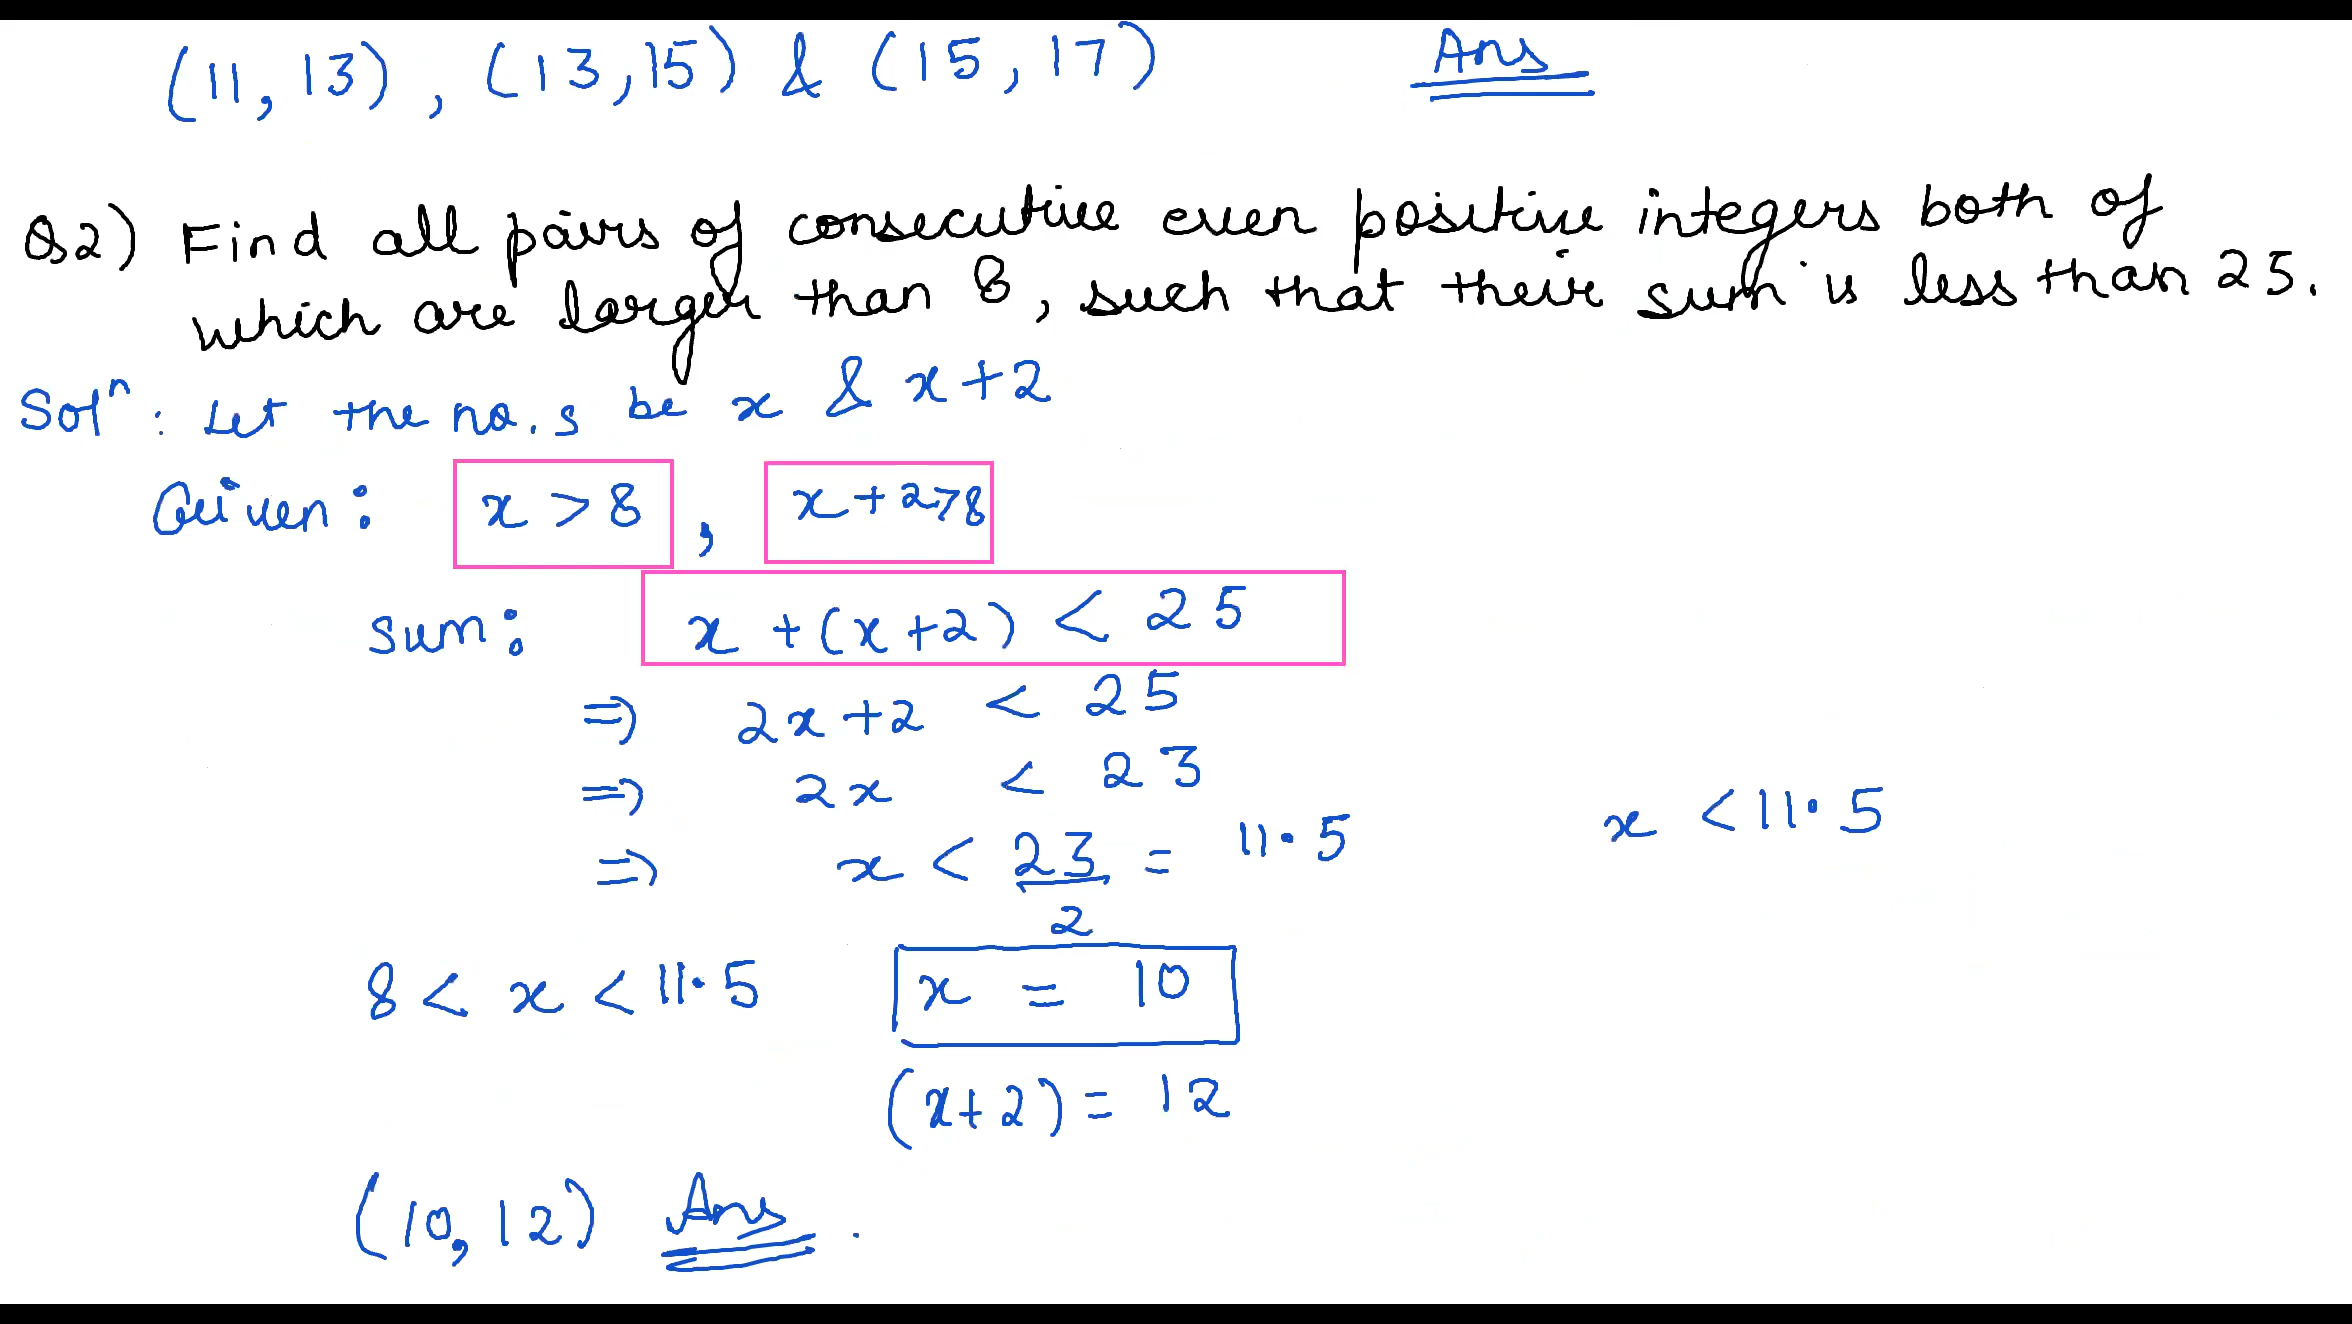 (11, 13), (13, 15) & (15, 17) Ans
Q2) Find all pairs of consecutive even positive integers both of
which are larger than 8, such that their sum is less than 25.
Solⁿ: Let the no.s be x & x+2
Given: x > 8, x+2>8
Sum: x + (x+2) < 25
⇒ 2x+2 < 25
⇒ 2x < 23
⇒ x < 23/2 = 11.5 x < 11.5
8 < x < 11.5 x = 10
(x+2) = 12
(10, 12) Ans.